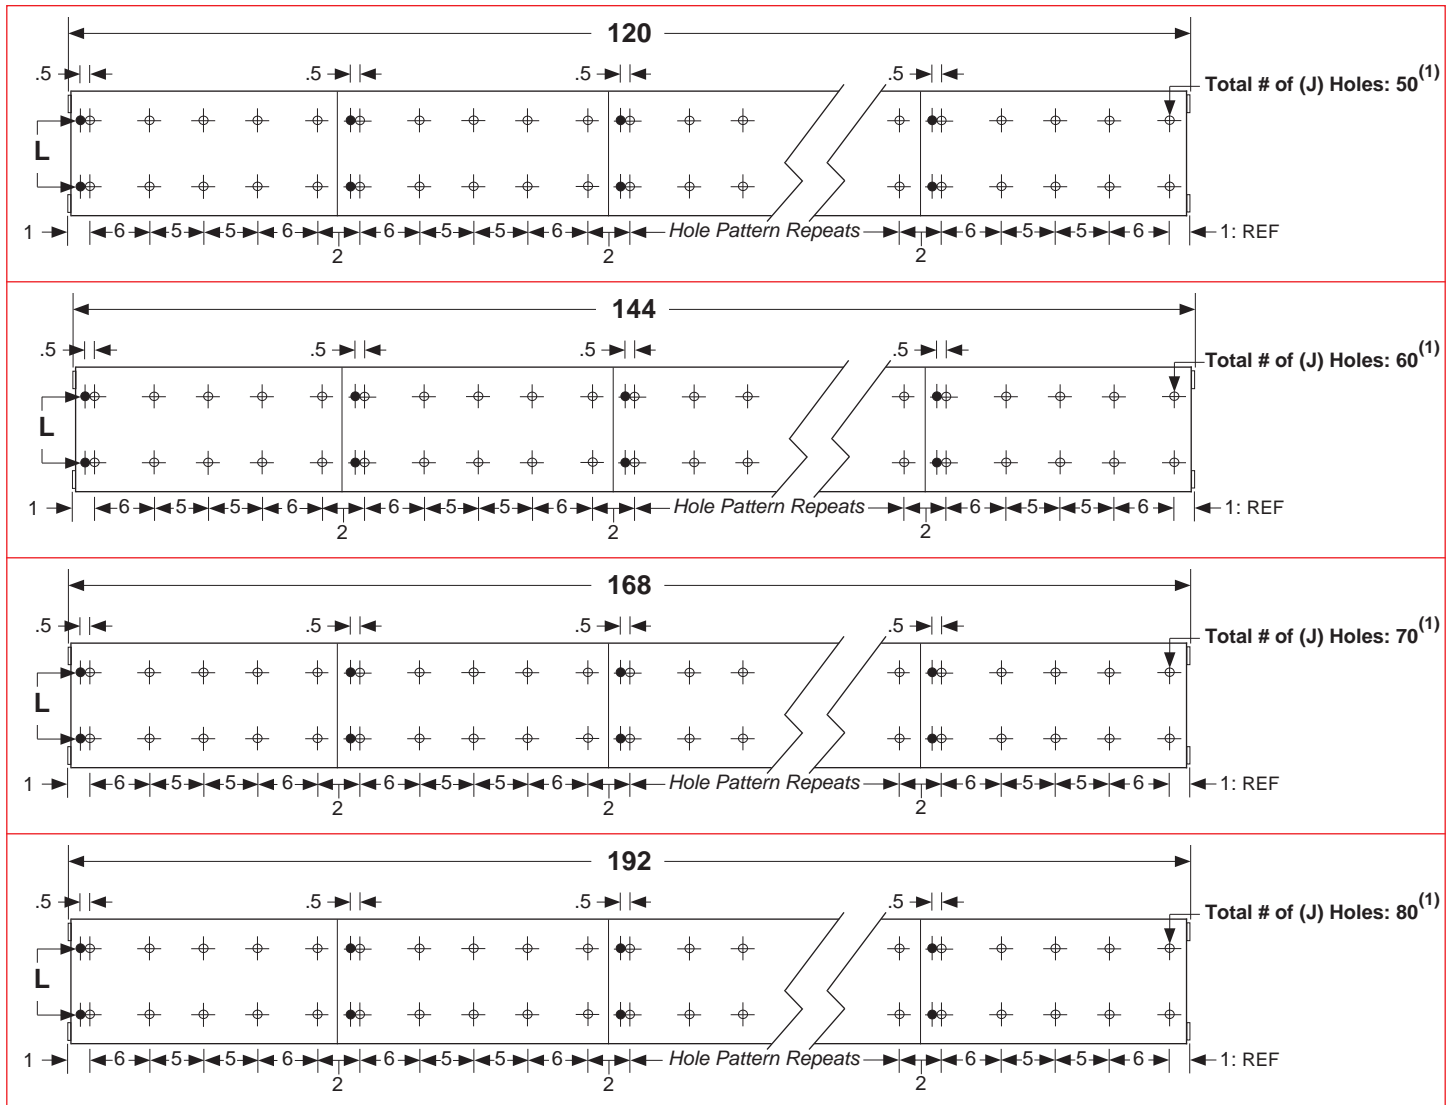 120
.5 .5 .5 .5 Total # of (J) Holes: 50(1)
L
1 6 5 5 6 6 5 5 6 Hole Pattern Repeats 6 5 5 6 1: REF
2 2 2
144
.5 .5 .5 .5 Total # of (J) Holes: 60(1)
L
1 6 5 5 6 6 5 5 6 Hole Pattern Repeats 6 5 5 6 1: REF
2 2 2
168
.5 .5 .5 .5 Total # of (J) Holes: 70(1)
L
1 6 5 5 6 6 5 5 6 Hole Pattern Repeats 6 5 5 6 1: REF
2 2 2
192
.5 .5 .5 .5 Total # of (J) Holes: 80(1)
L
1 6 5 5 6 6 5 5 6 Hole Pattern Repeats 6 5 5 6 1: REF
2 2 2